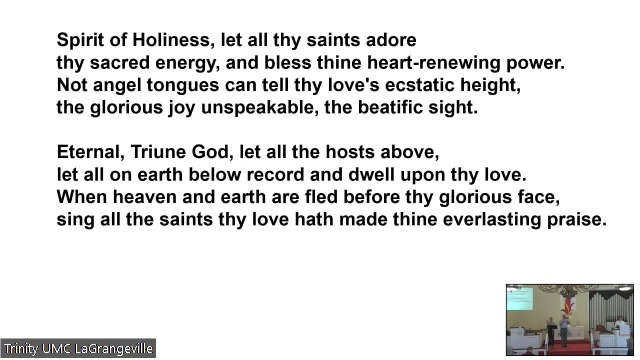 Spirit of Holiness, let all thy saints adore
thy sacred energy, and bless thine heart-renewing power.
Not angel tongues can tell thy love's ecstatic height,
the glorious joy unspeakable, the beatific sight.
Eternal, Triune God, let all the hosts above,
let all on earth below record and dwell upon thy love.
When heaven and earth are fled before thy glorious face,
sing all the saints thy love hath made thine everlasting praise.
Trinity UMC LaGrangeville